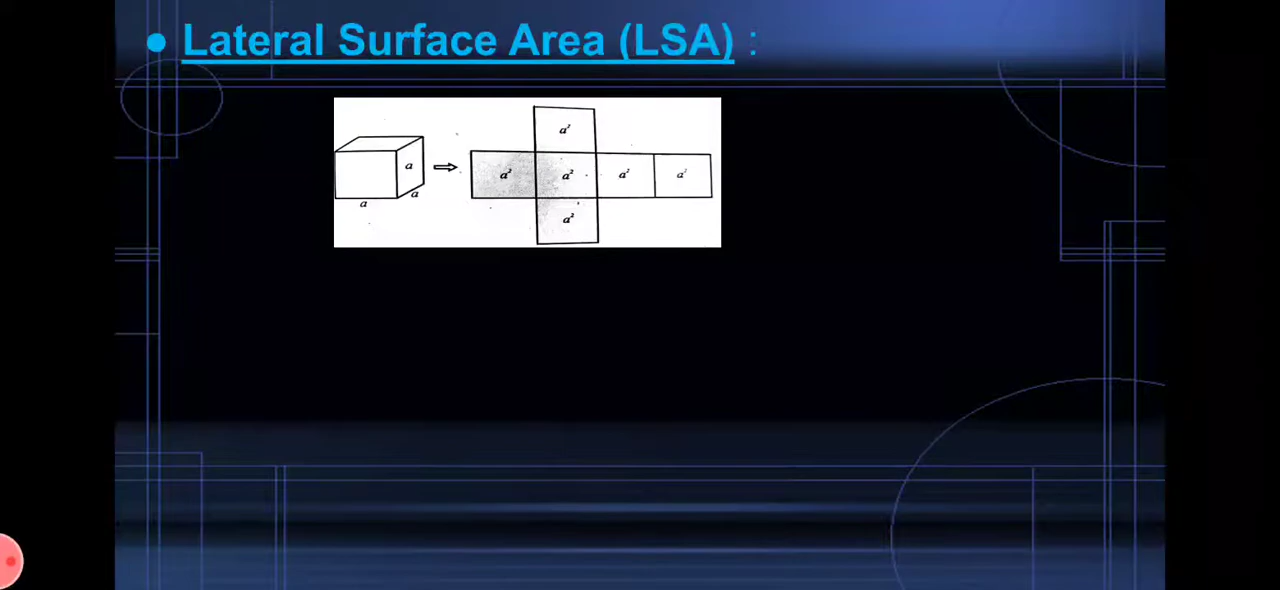 • Lateral Surface Area (LSA) :
a²
a² a² a² a²
a²
a
a
a